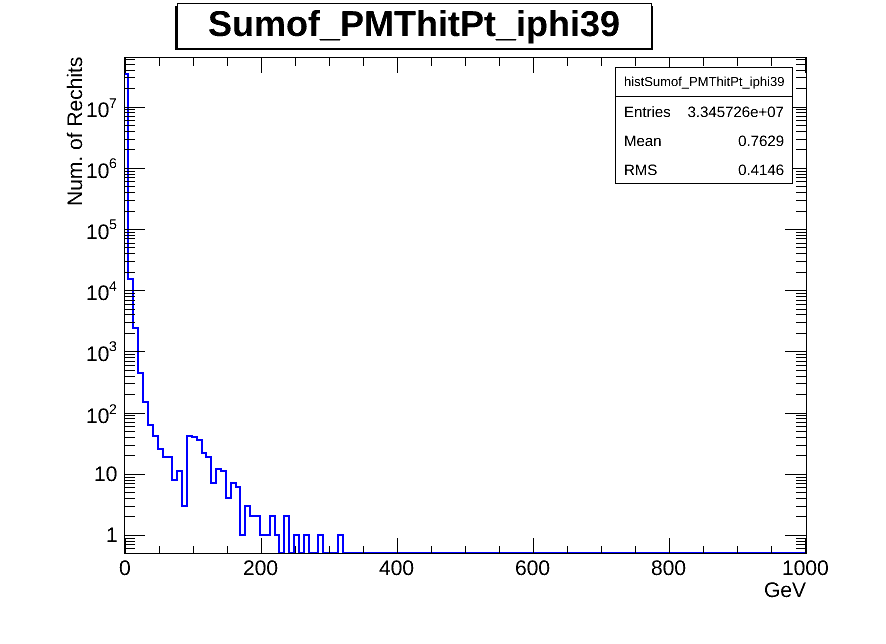 Sumof_PMThitPt_iphi39
Num. of Rechits
histSumof_PMThitPt_iphi39
Entries 3.345726e+07
Mean 0.7629
RMS 0.4146
10^7
10^6
10^5
10^4
10^3
10^2
10
1
0 200 400 600 800 1000
GeV